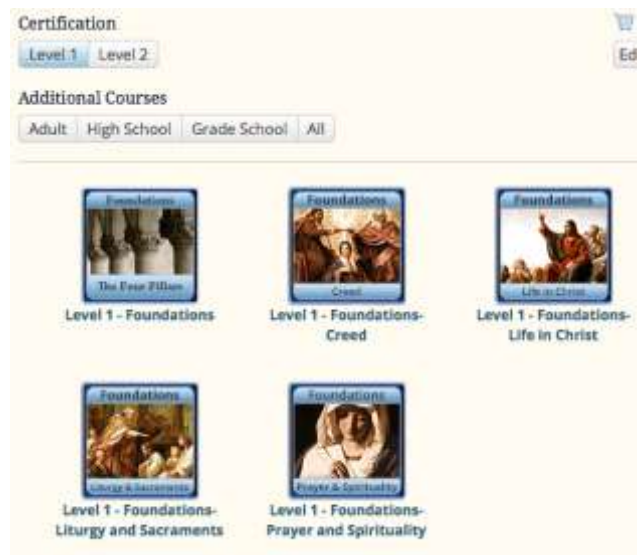 Certification
Level 1 Level 2
Ed
Additional Courses
Adult High School Grade School All
Foundations
The Four Pillars
Level 1 - Foundations
Foundations
Creed
Level 1 - Foundations-
Creed
Foundations
Life in Christ
Level 1 - Foundations-
Life in Christ
Foundations
Liturgy & Sacraments
Level 1 - Foundations-
Liturgy and Sacraments
Foundations
Prayer & Spirituality
Level 1 - Foundations-
Prayer and Spirituality